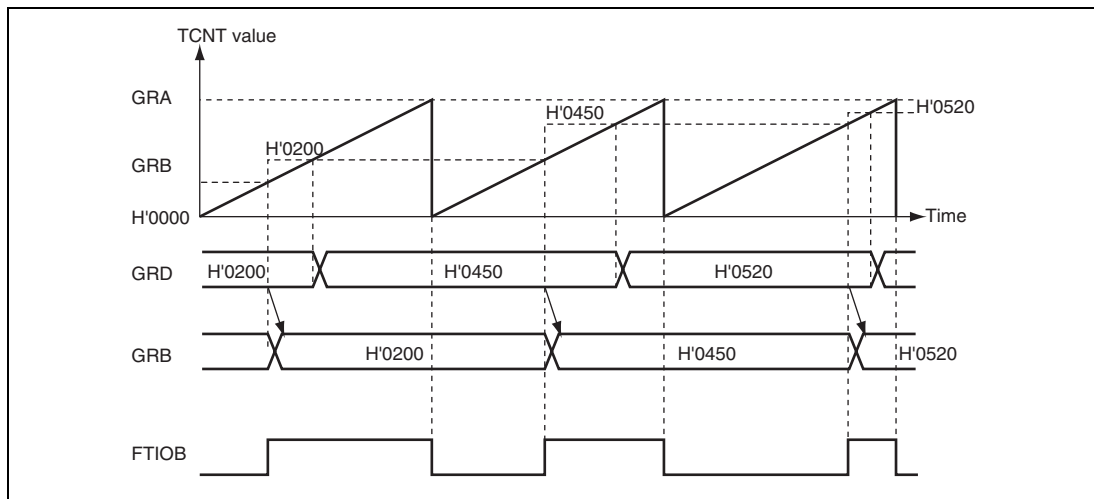 TCNT value
GRA
H'0520
H'0450
H'0200
GRB
H'0000
Time
GRD
H'0200
H'0450
H'0520
GRB
H'0200
H'0450
H'0520
FTIOB